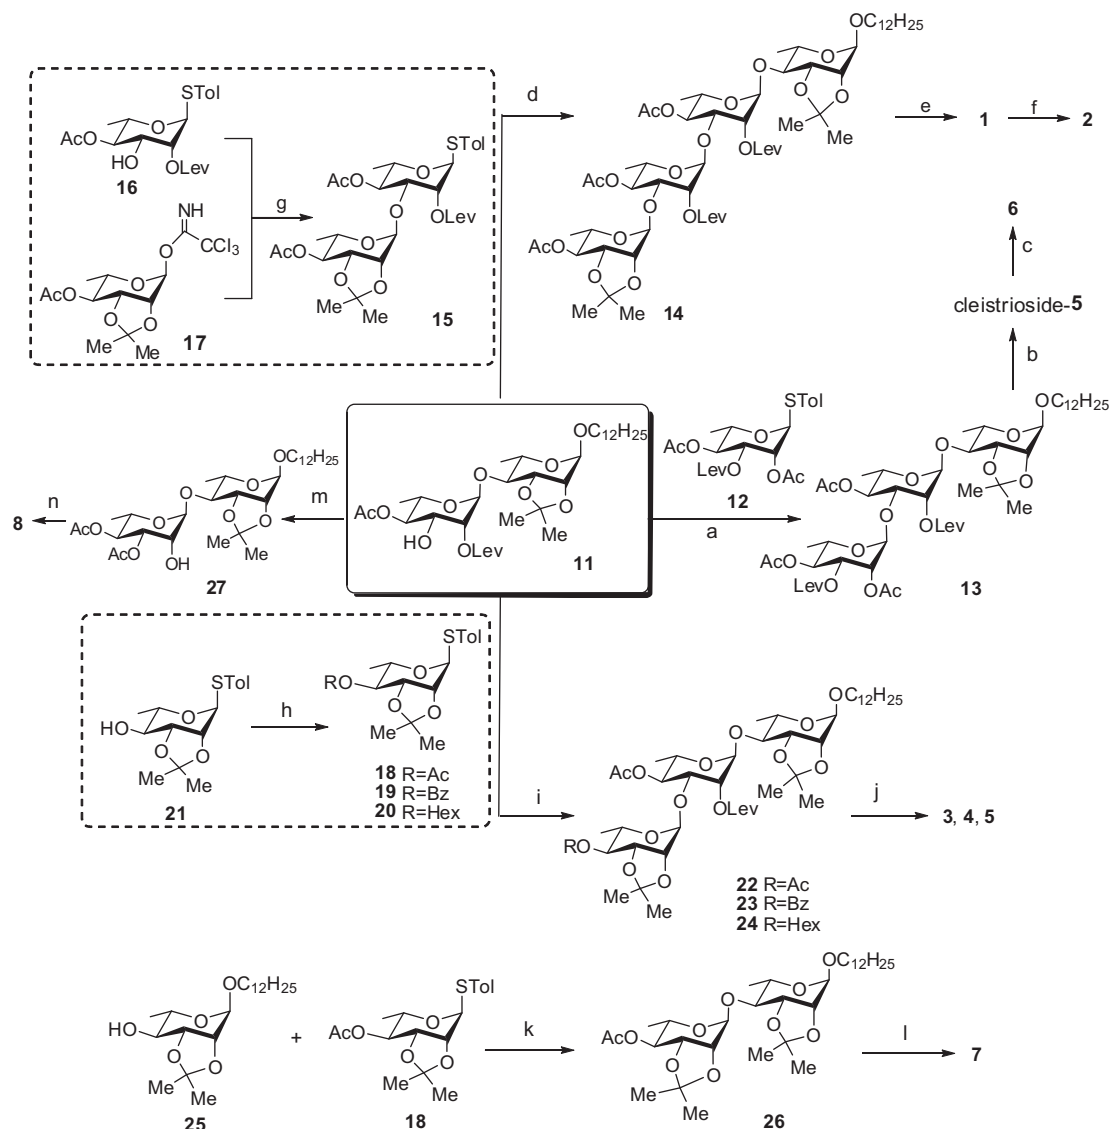 OC12H25
O
O
O
O
Me
Me
AcO
O
O
OLev
AcO
O
O
OLev
AcO
O
O
O
Me
Me
14
d
e
1
f
2
STol
AcO
O
HO
OLev
16
NH
O
CCl3
AcO
O
O
O
Me
Me
17
g
STol
AcO
O
O
OLev
AcO
O
O
O
Me
Me
15
6
c
cleistrioside-5
b
OC12H25
O
O
O
O
Me
Me
AcO
O
HO
OLev
11
STol
AcO
O
LevO
OAc
12
a
OC12H25
O
O
O
O
Me
Me
AcO
O
O
OLev
AcO
O
LevO
OAc
13
n
8
OC12H25
O
O
O
O
Me
Me
AcO
O
AcO
OH
27
m
STol
HO
O
O
O
Me
Me
21
h
STol
RO
O
O
O
Me
Me
18 R=Ac
19 R=Bz
20 R=Hex
i
OC12H25
O
O
O
O
Me
Me
AcO
O
O
OLev
RO
O
O
O
Me
Me
22 R=Ac
23 R=Bz
24 R=Hex
j
3, 4, 5
OC12H25
HO
O
O
O
Me
Me
25
+
STol
AcO
O
O
O
Me
Me
18
k
OC12H25
O
O
O
O
Me
Me
AcO
O
O
O
Me
Me
26
l
7